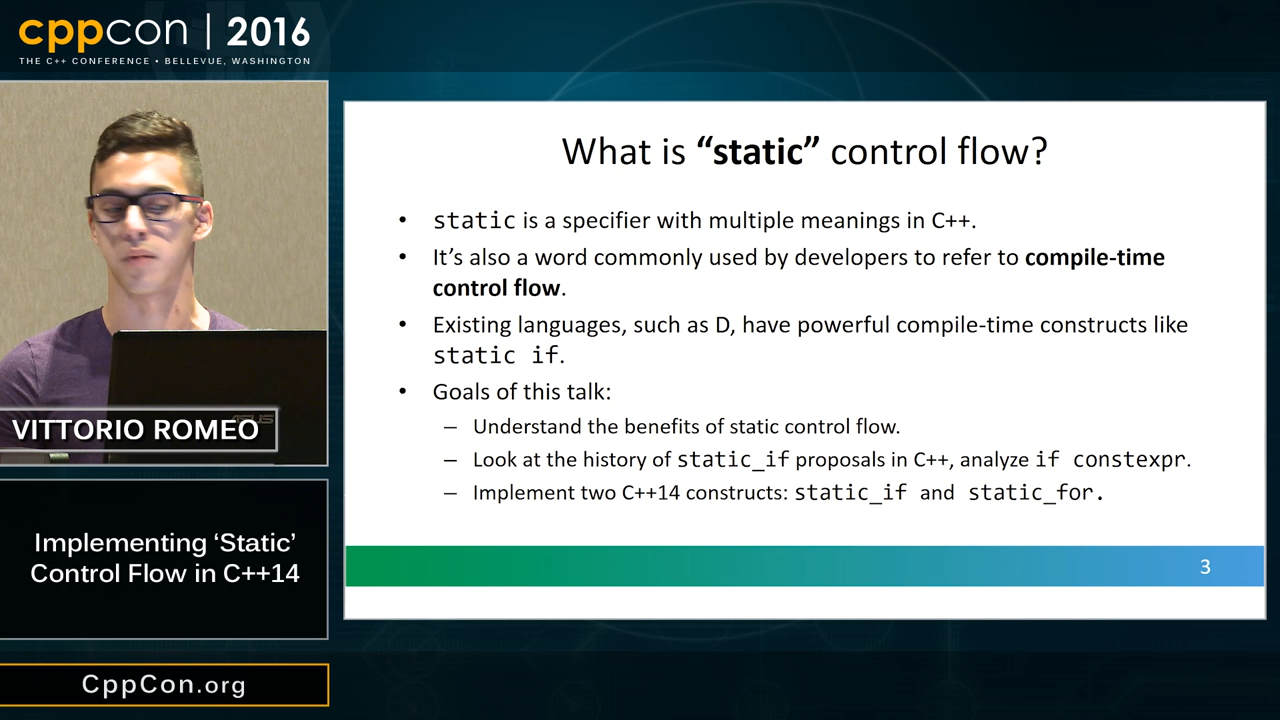 cppcon | 2016
THE C++ CONFERENCE • BELLEVUE, WASHINGTON
What is “static” control flow?
• static is a specifier with multiple meanings in C++.
• It’s also a word commonly used by developers to refer to compile-time
control flow.
• Existing languages, such as D, have powerful compile-time constructs like
static if.
• Goals of this talk:
– Understand the benefits of static control flow.
– Look at the history of static_if proposals in C++, analyze if constexpr.
– Implement two C++14 constructs: static_if and static_for.
3
ASUS
VITTORIO ROMEO
Implementing ‘Static’
Control Flow in C++14
CppCon.org